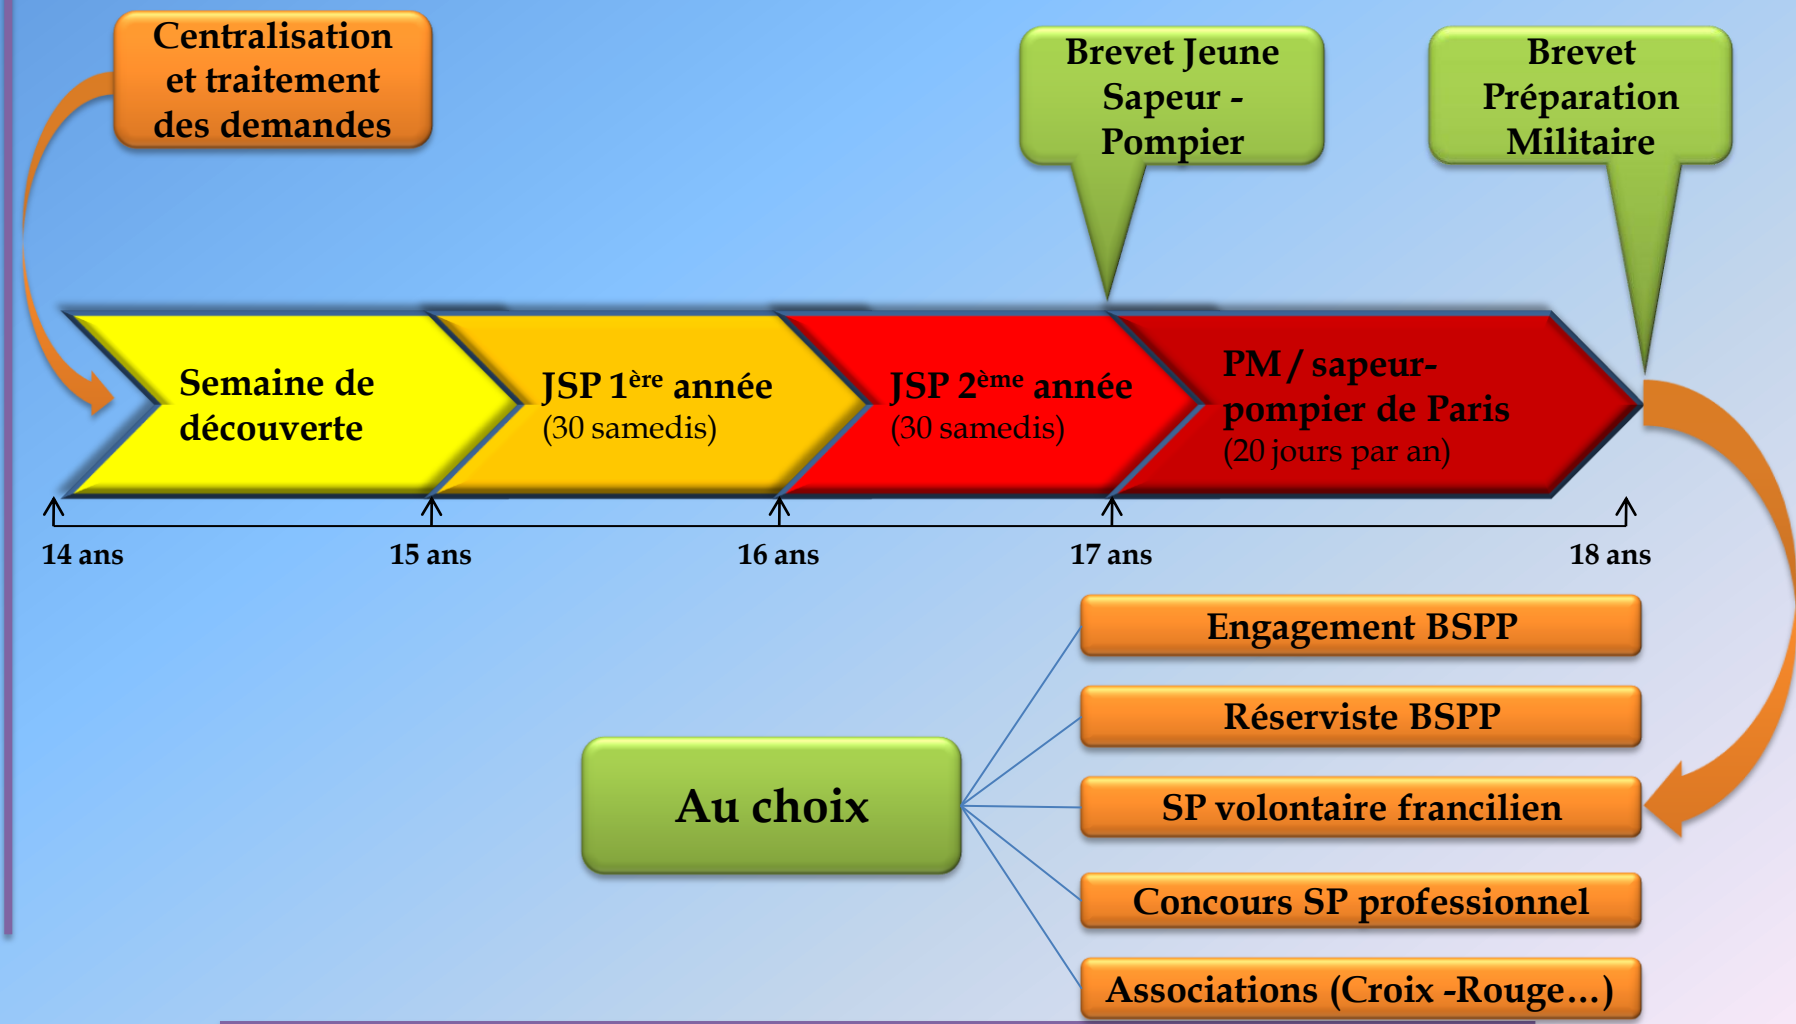 Centralisation
et traitement
des demandes
Brevet Jeune
Sapeur -
Pompier
Brevet
Préparation
Militaire
Semaine de
découverte
JSP 1ère année
(30 samedis)
JSP 2ème année
(30 samedis)
PM / sapeur-
pompier de Paris
(20 jours par an)
14 ans
15 ans
16 ans
17 ans
18 ans
Au choix
Engagement BSPP
Réserviste BSPP
SP volontaire francilien
Concours SP professionnel
Associations (Croix -Rouge…)